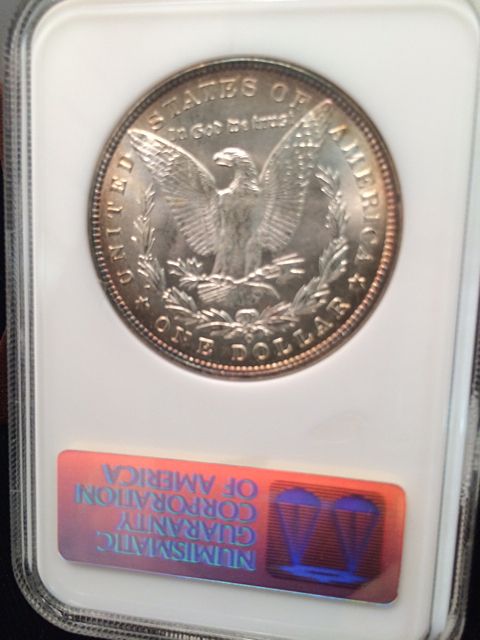 UNITED STATES OF AMERICA
In God we trust
ONE DOLLAR
NUMISMATIC
GUARANTY
CORPORATION
OF AMERICA